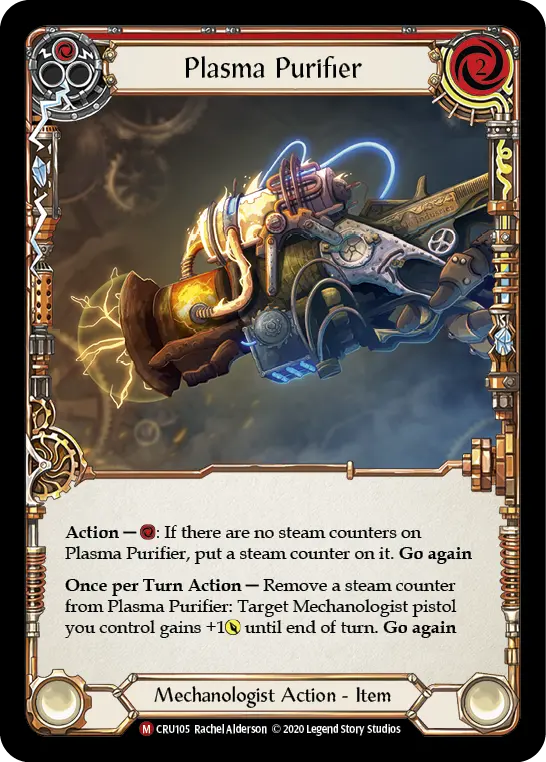 Plasma Purifier
2
Industries
Action — : If there are no steam counters on
Plasma Purifier, put a steam counter on it. Go again
Once per Turn Action — Remove a steam counter
from Plasma Purifier: Target Mechanologist pistol
you control gains +1 until end of turn. Go again
Mechanologist Action - Item
M CRU105 Rachel Alderson © 2020 Legend Story Studios